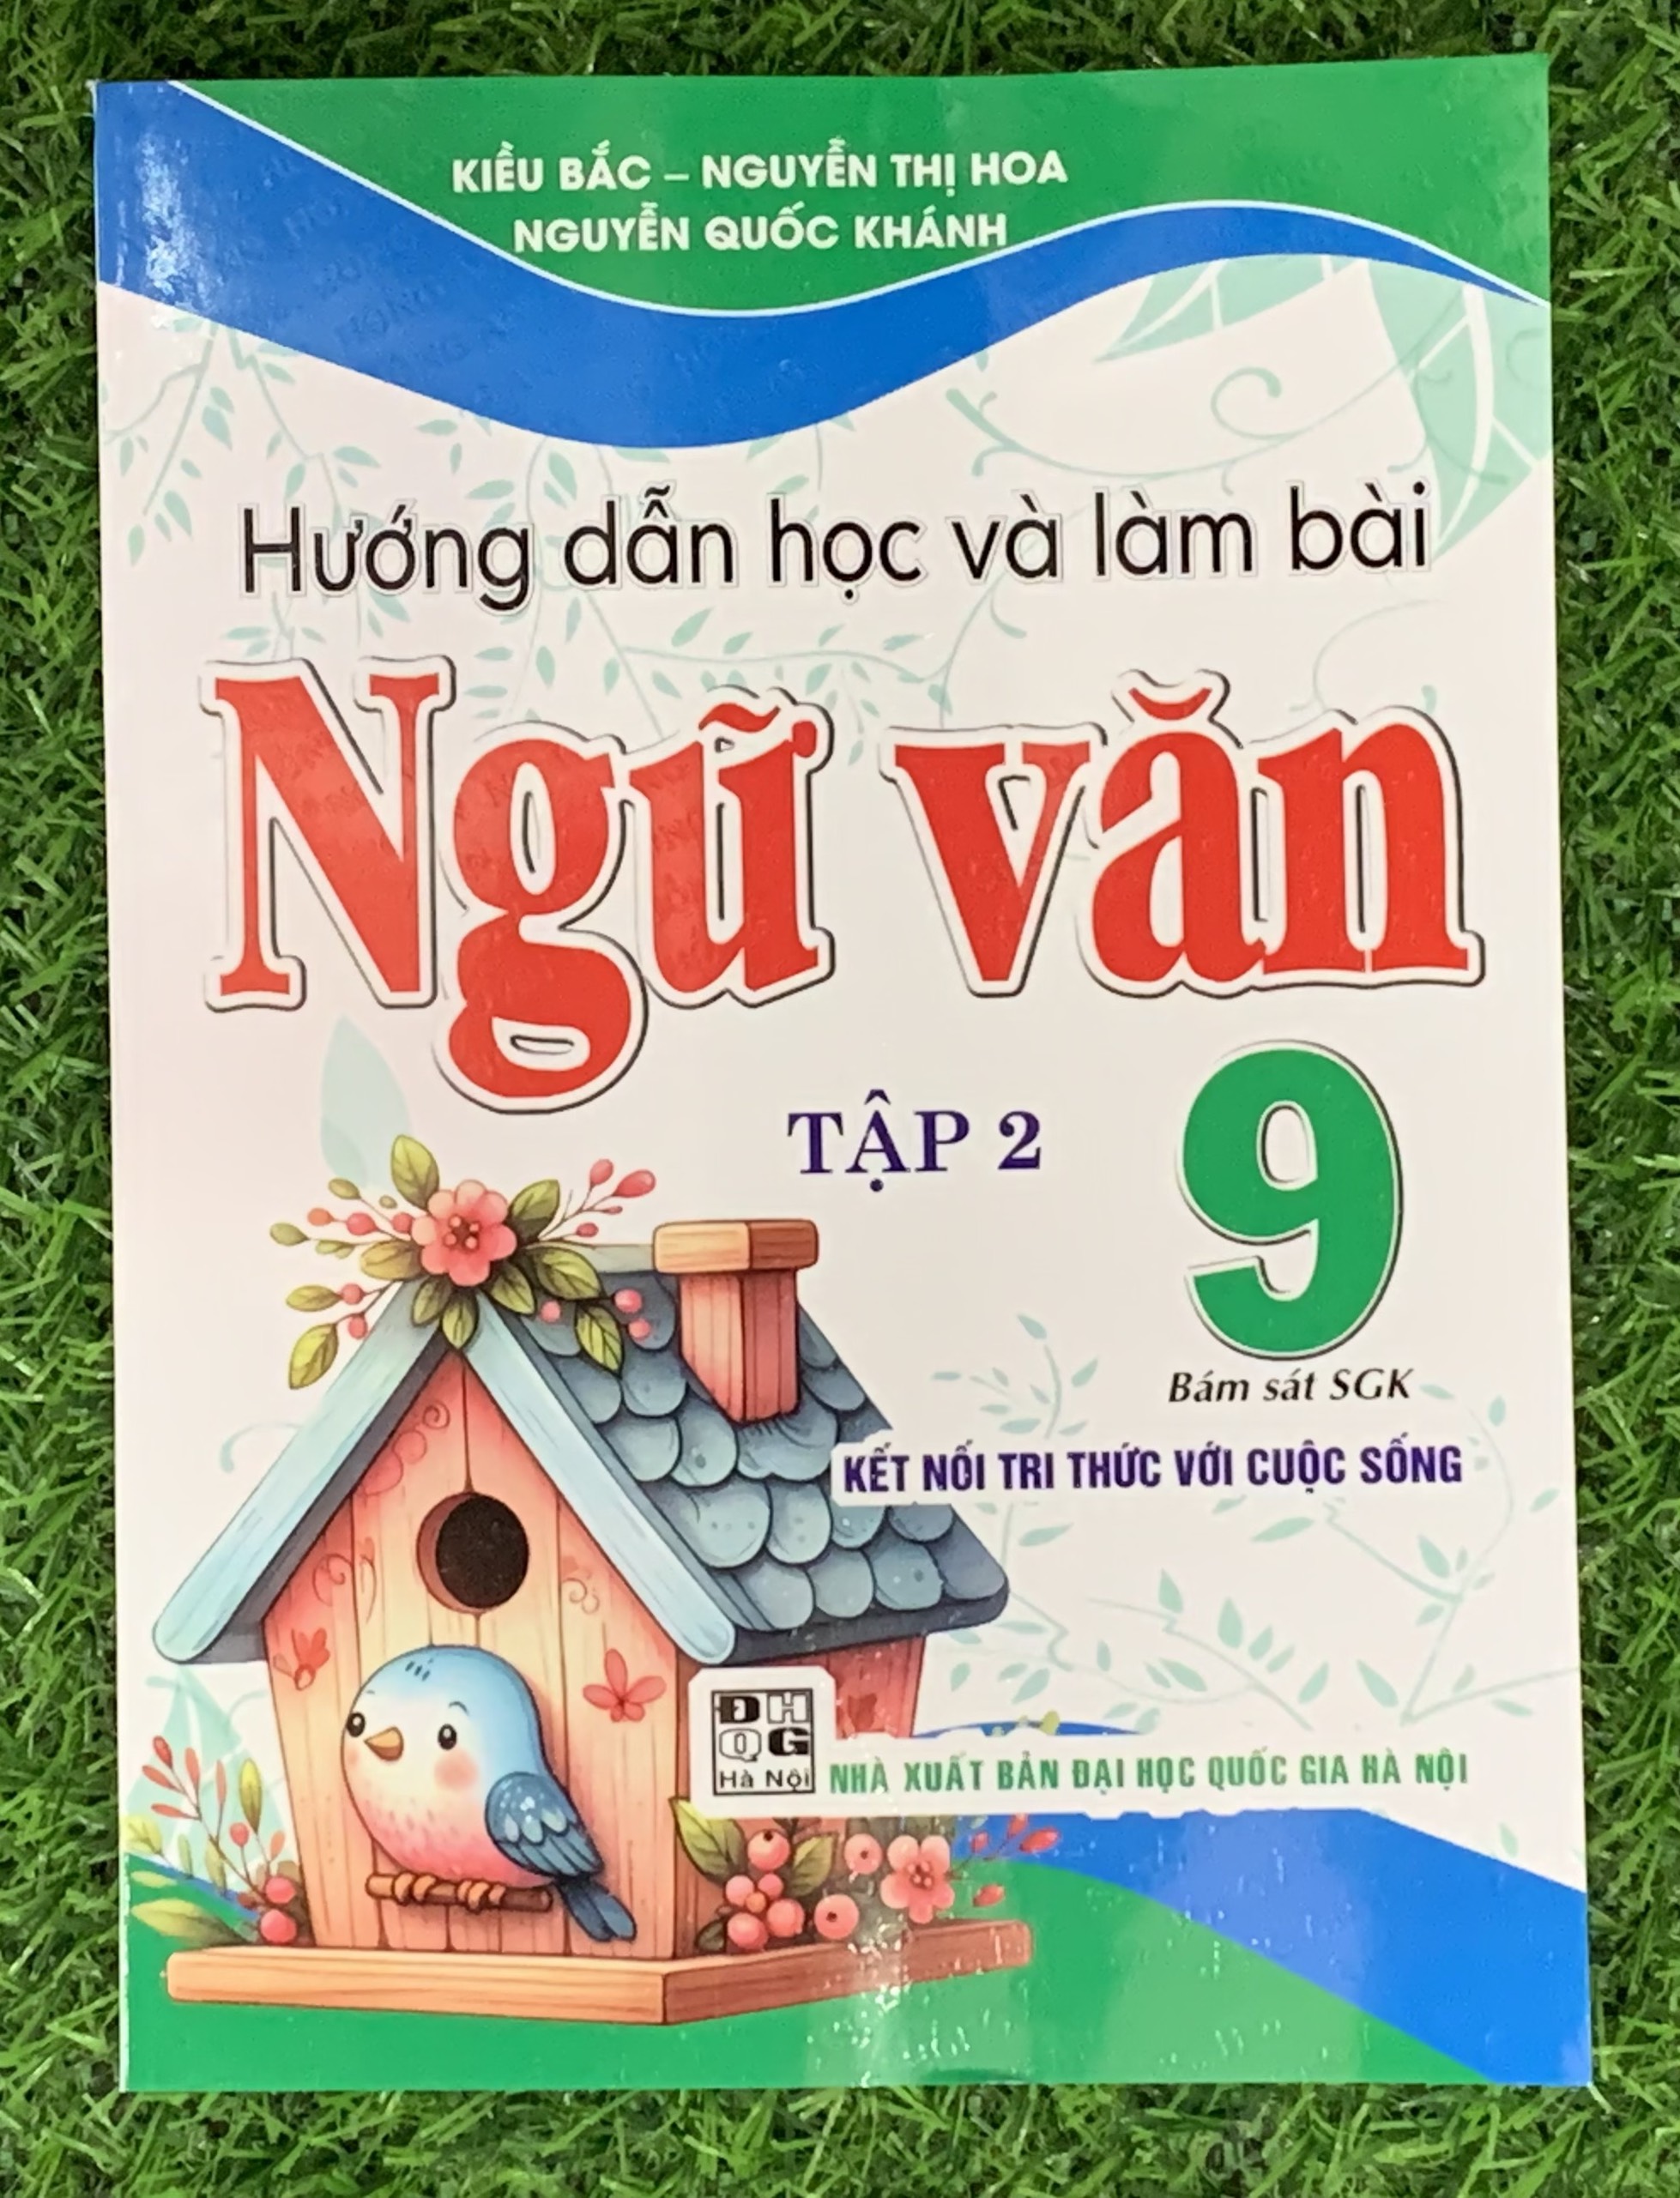 KIỀU BẮC – NGUYỄN THỊ HOA
NGUYỄN QUỐC KHÁNH
Hướng dẫn học và làm bài
Ngữ văn
TẬP 2
9
Bám sát SGK
KẾT NỐI TRI THỨC VỚI CUỘC SỐNG
ĐH
QG
Hà Nội
NHÀ XUẤT BẢN ĐẠI HỌC QUỐC GIA HÀ NỘI